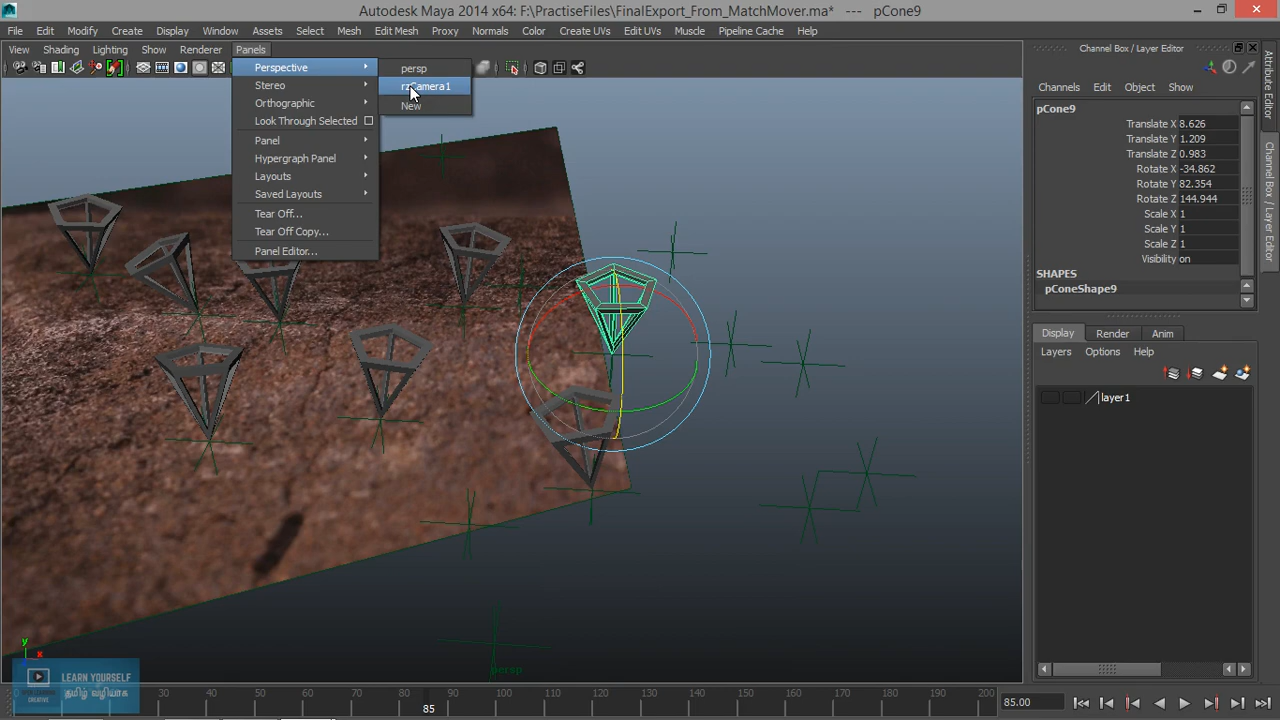 Autodesk Maya 2014 x64: F:\PractiseFiles\FinalExport_From_MatchMover.ma*   ---   pCone9
File Edit Modify Create Display Window Assets Select Mesh Edit Mesh Proxy Normals Color Create UVs Edit UVs Muscle Pipeline Cache Help
View Shading Lighting Show Renderer Panels
Perspective
Stereo
Orthographic
Look Through Selected
Panel
Hypergraph Panel
Layouts
Saved Layouts
Tear Off...
Tear Off Copy...
Panel Editor...
persp
rzCamera1
New
Channel Box / Layer Editor
Channels Edit Object Show
pCone9
Translate X 8.626
Translate Y 1.209
Translate Z 0.983
Rotate X -34.862
Rotate Y 82.354
Rotate Z 144.944
Scale X 1
Scale Y 1
Scale Z 1
Visibility on
SHAPES
pConeShape9
Display Render Anim
Layers Options Help
layer1
Attribute Editor
Channel Box / Layer Editor
y
x
persp
LEARN YOURSELF
தமிழ் வழியாக
30 40 50 60 70 80 90 100 110 120 130 140 150 160 170 180 190 200
85
85.00